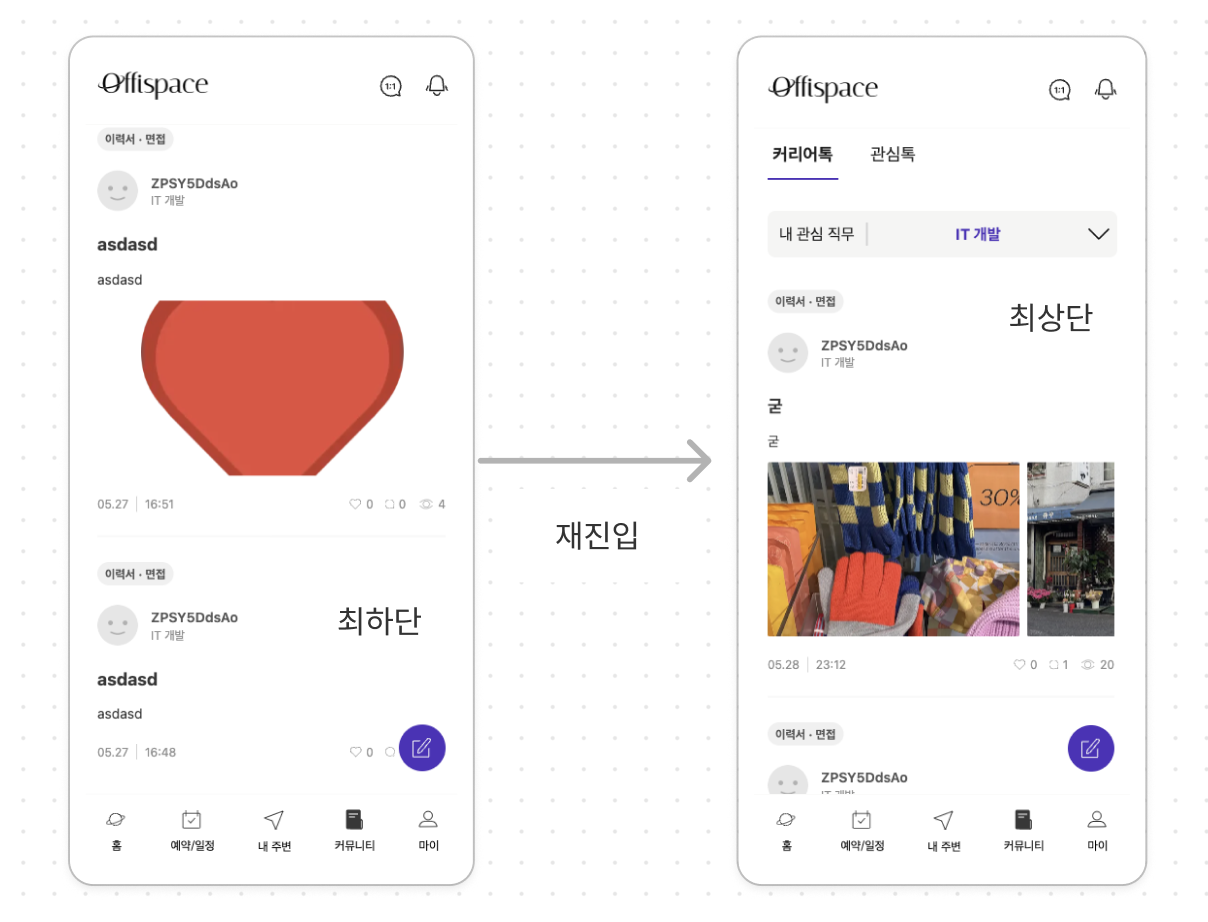 Offispace
1:1
이력서 · 면접
ZPSY5DdsAo
IT 개발
asdasd
asdasd
05.27 16:51 0 0 4
이력서 · 면접
ZPSY5DdsAo
IT 개발
최하단
asdasd
asdasd
05.27 16:48 0
홈 예약/일정 내 주변 커뮤니티 마이
재진입
Offispace
1:1
커리어톡 관심톡
내 관심 직무 IT 개발
이력서 · 면접
최상단
ZPSY5DdsAo
IT 개발
굳
굳
30%
05.28 23:12 0 1 20
이력서 · 면접
ZPSY5DdsAo
IT 개발
홈 예약/일정 내 주변 커뮤니티 마이